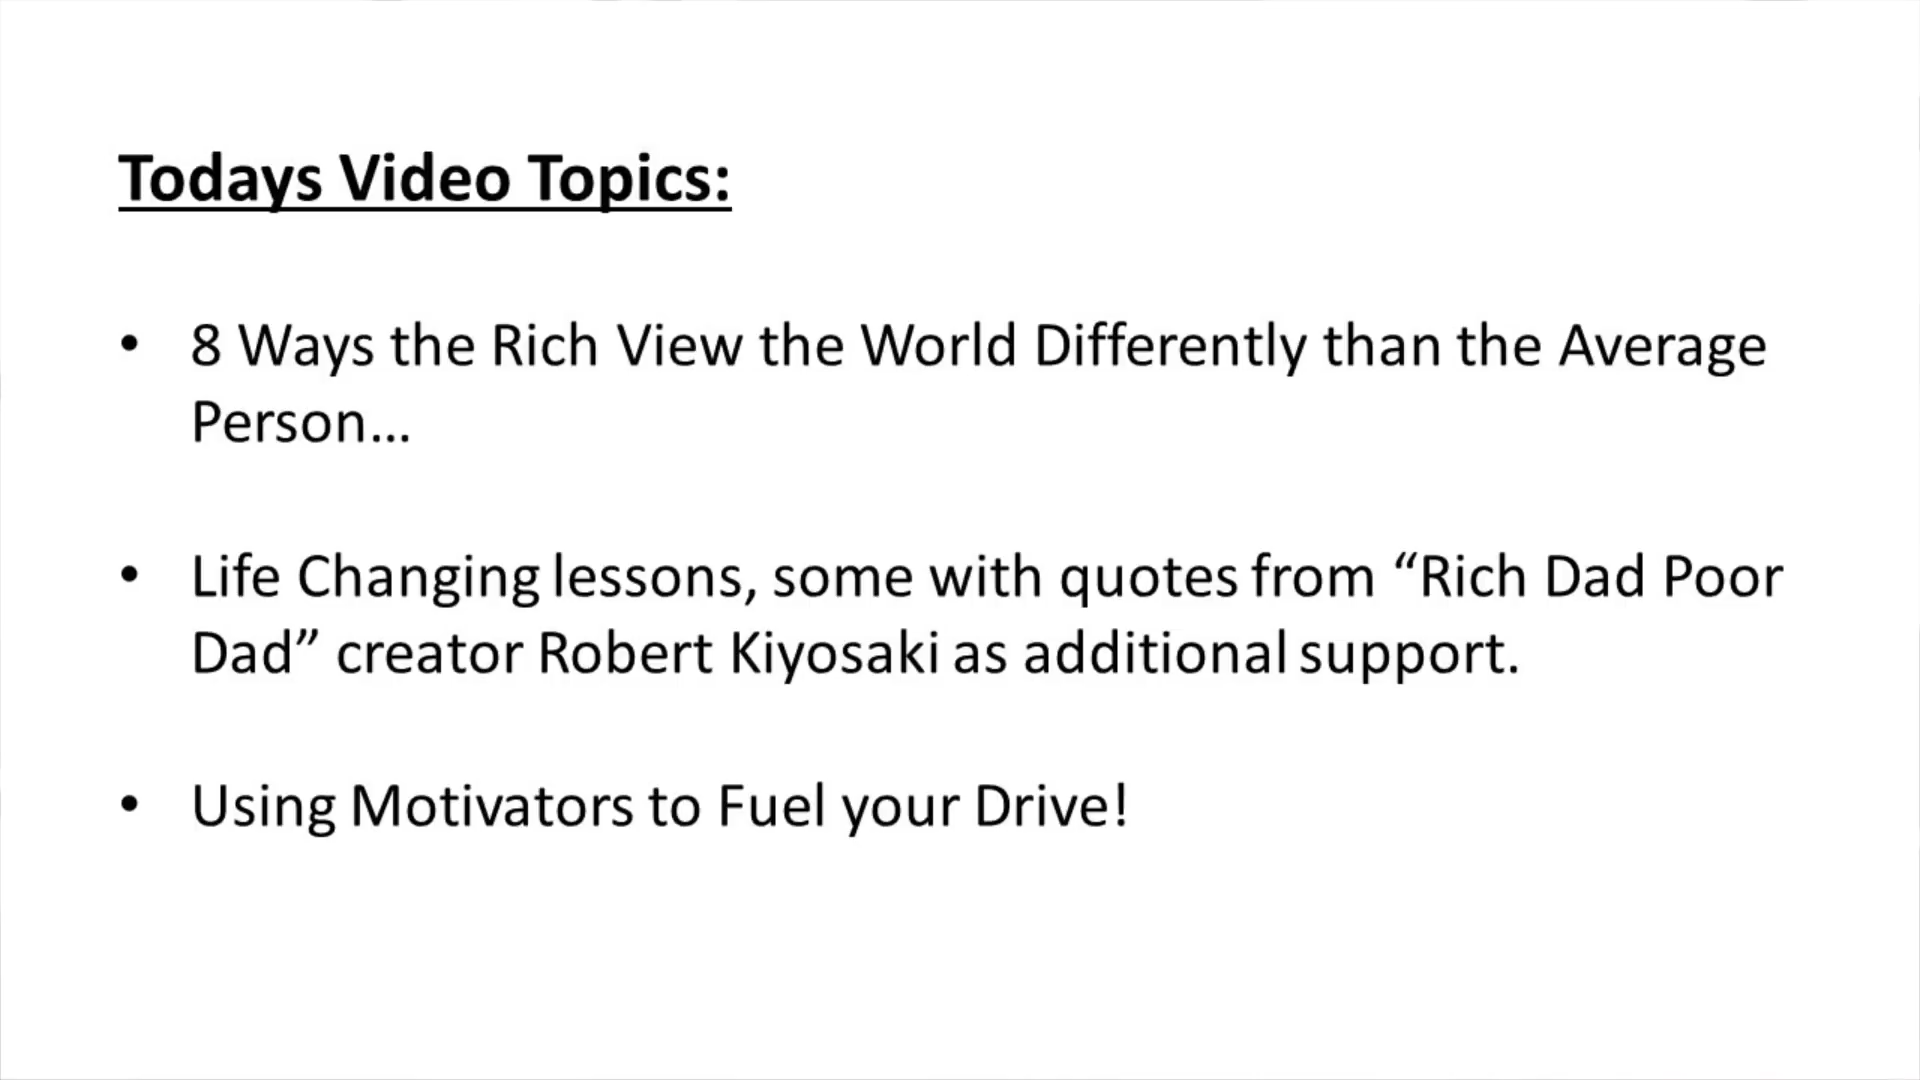 Todays Video Topics:
• 8 Ways the Rich View the World Differently than the Average
Person...
• Life Changing lessons, some with quotes from “Rich Dad Poor
Dad” creator Robert Kiyosaki as additional support.
• Using Motivators to Fuel your Drive!